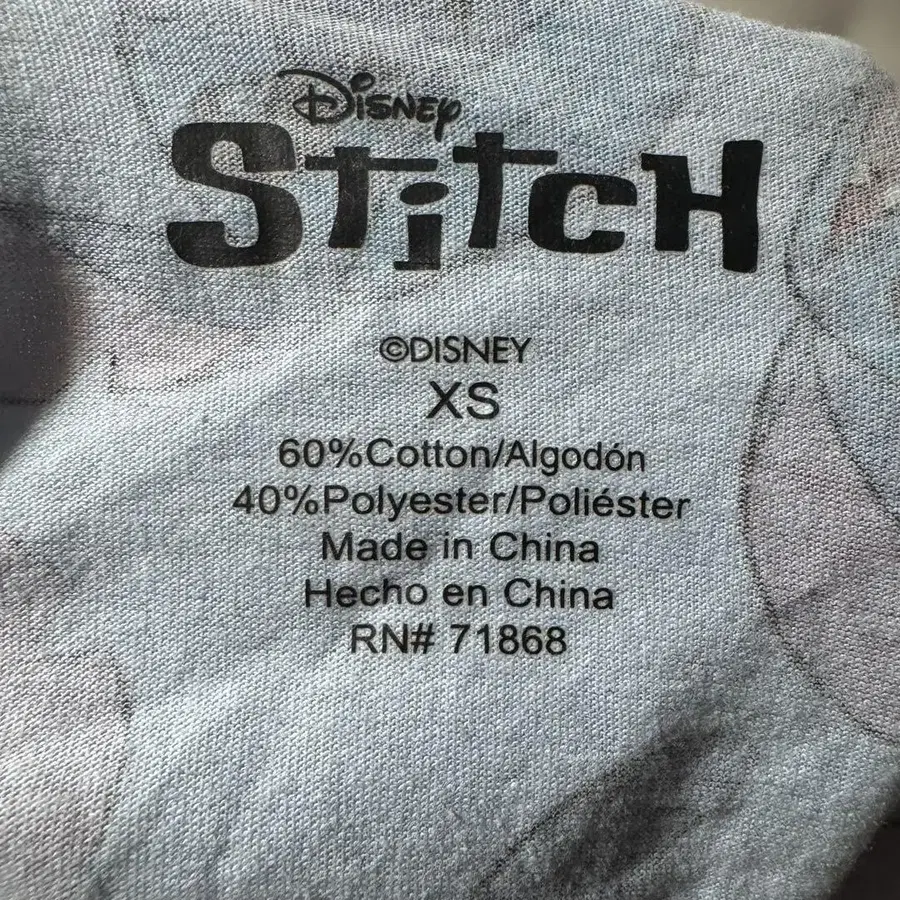 Disney
Stitch
©DISNEY
XS
60%Cotton/Algodón
40%Polyester/Poliéster
Made in China
Hecho en China
RN# 71868